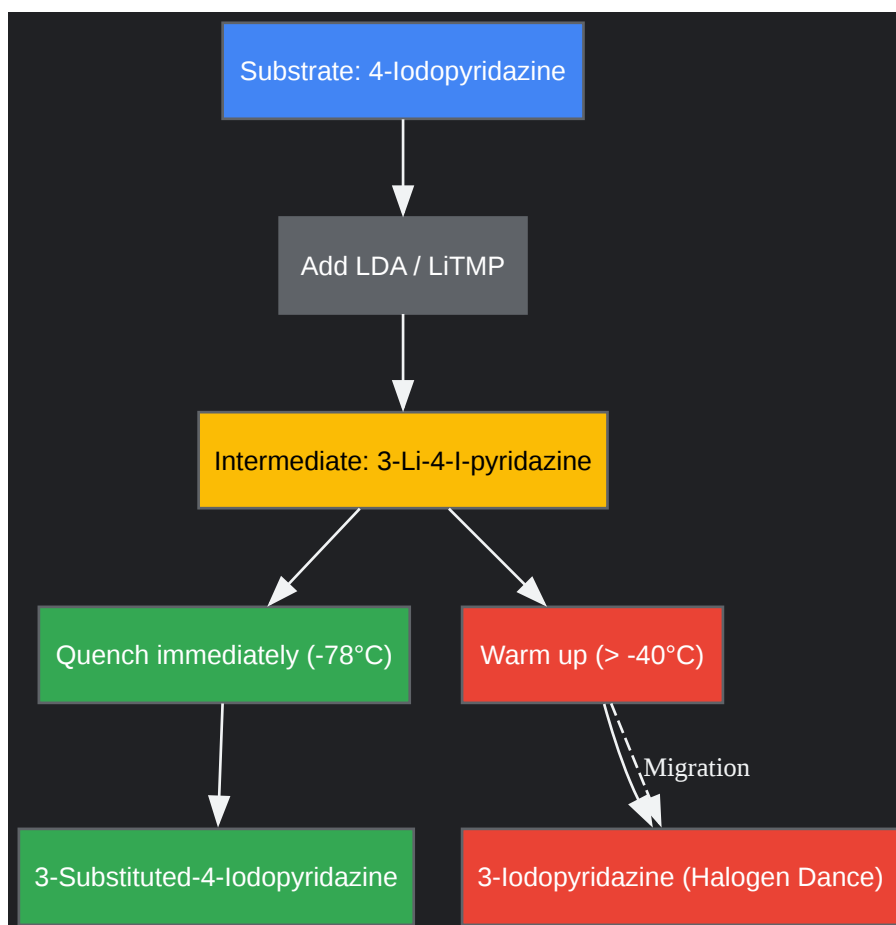 Substrate: 4-Iodopyridazine
Add LDA / LiTMP
Intermediate: 3-Li-4-I-pyridazine
Quench immediately (-78°C)
Warm up (> -40°C)
Migration
3-Substituted-4-Iodopyridazine
3-Iodopyridazine (Halogen Dance)